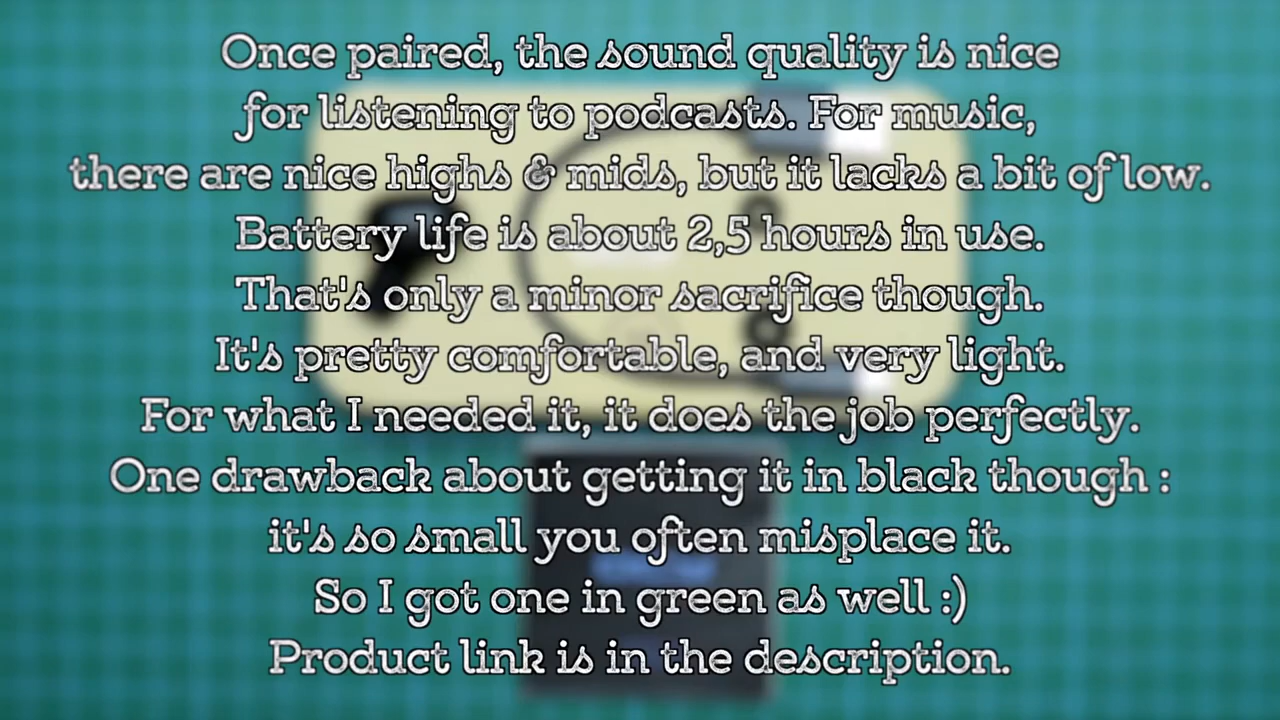 Once paired, the sound quality is nice
for listening to podcasts. For music,
there are nice highs & mids, but it lacks a bit of low.
Battery life is about 2,5 hours in use.
That's only a minor sacrifice though.
It's pretty comfortable, and very light.
For what I needed it, it does the job perfectly.
One drawback about getting it in black though :
it's so small you often misplace it.
So I got one in green as well :)
Product link is in the description.